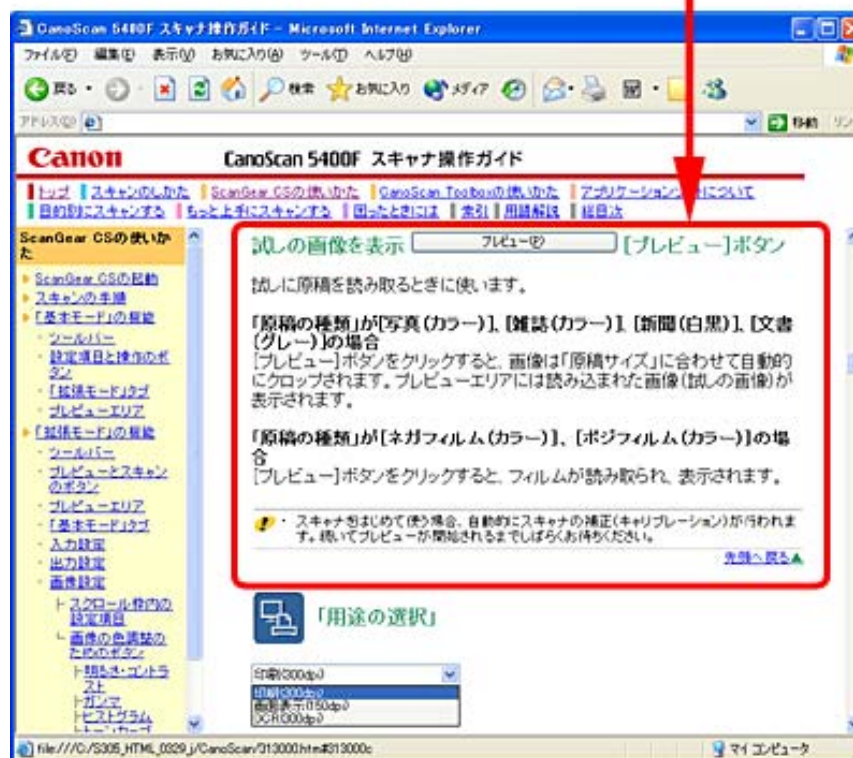 CanoScan 5400F スキャナ操作ガイド - Microsoft Internet Explorer
ファイル(F) 編集(E) 表示(V) お気に入り(A) ツール(T) ヘルプ(H)
戻る 検索 お気に入り メディア
アドレス(D) 移動 リンク
Canon CanoScan 5400F スキャナ操作ガイド
トップ スキャンのしかた ScanGear CSの使いかた CanoScan Toolboxの使いかた
目的別にスキャンする もっと上手にスキャンする 困ったときには 索引 用語解説 総目次
ScanGear CSの使いか
た
ScanGear CSの起動
スキャンの手順
「基本モード」の機能
ツールバー
設定項目と操作のボ
タン
「拡張モード」タブ
プレビューエリア
「拡張モード」の機能
ツールバー
プレビューとスキャン
のボタン
プレビューエリア
「基本モード」タブ
入力設定
出力設定
画像設定
スクロール枠内の
設定項目
画像の色調整の
ためのボタン
明るさ・コントラ
スト
ガンマ
ヒストグラム
トーンカーブ
試しの画像を表示 プレビュー(P) [プレビュー]ボタン
試しに原稿を読み取るときに使います。
「原稿の種類」が[写真(カラー)]、[雑誌(カラー)]、[新聞(白黒)]、[文書
(グレー)]の場合
[プレビュー]ボタンをクリックすると、画像は「原稿サイズ」に合わせて自動的
にクロップされます。プレビューエリアには読み込まれた画像(試しの画像)が
表示されます。
「原稿の種類」が[ネガフィルム(カラー)]、[ポジフィルム(カラー)]の場
合
[プレビュー]ボタンをクリックすると、フィルムが読み取られ、表示されます。
・ スキャナをはじめて使う場合、自動的にスキャナの補正(キャリブレーション)が行われま
す。続いてプレビューが開始されるまでしばらくお待ちください。
先頭へ戻る▲
「用途の選択」
印刷(300dpi)
印刷(300dpi)
画面表示(150dpi)
OCR(300dpi)
file:///C:/S305_HTML_0329_j/CanoScan/313000.htm#313000c マイ コンピュータ